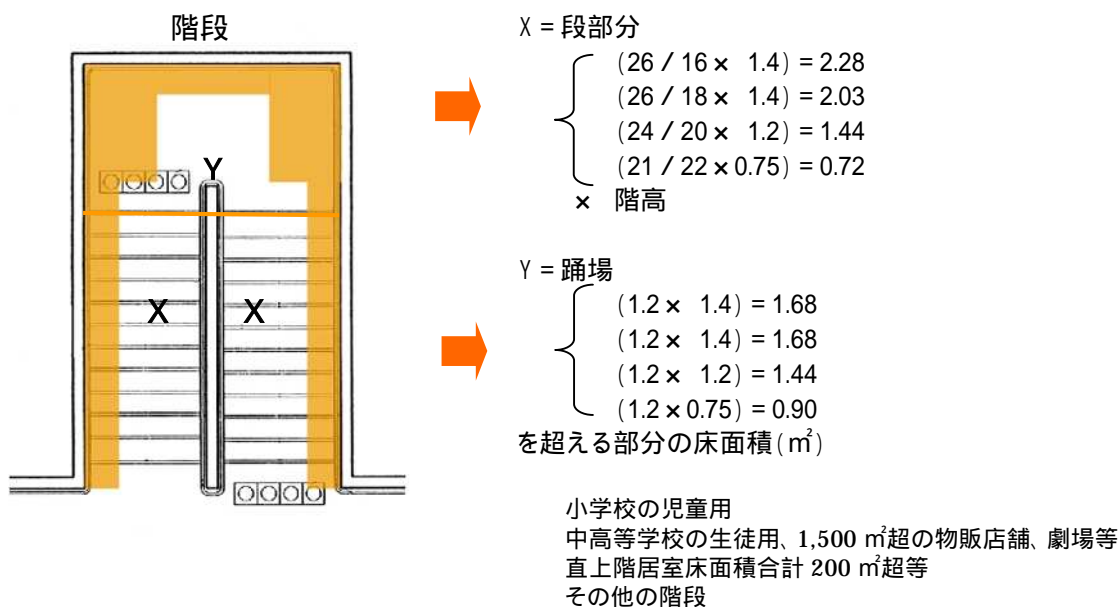 階段
Y
X X
X = 段部分
(26 / 16 × 1.4) = 2.28
(26 / 18 × 1.4) = 2.03
(24 / 20 × 1.2) = 1.44
(21 / 22 × 0.75) = 0.72
× 階高
Y = 踊場
(1.2 × 1.4) = 1.68
(1.2 × 1.4) = 1.68
(1.2 × 1.2) = 1.44
(1.2 × 0.75) = 0.90
を超える部分の床面積(㎡)
小学校の児童用
中高等学校の生徒用、1,500 ㎡超の物販店舗、劇場等
直上階居室床面積合計 200 ㎡超等
その他の階段